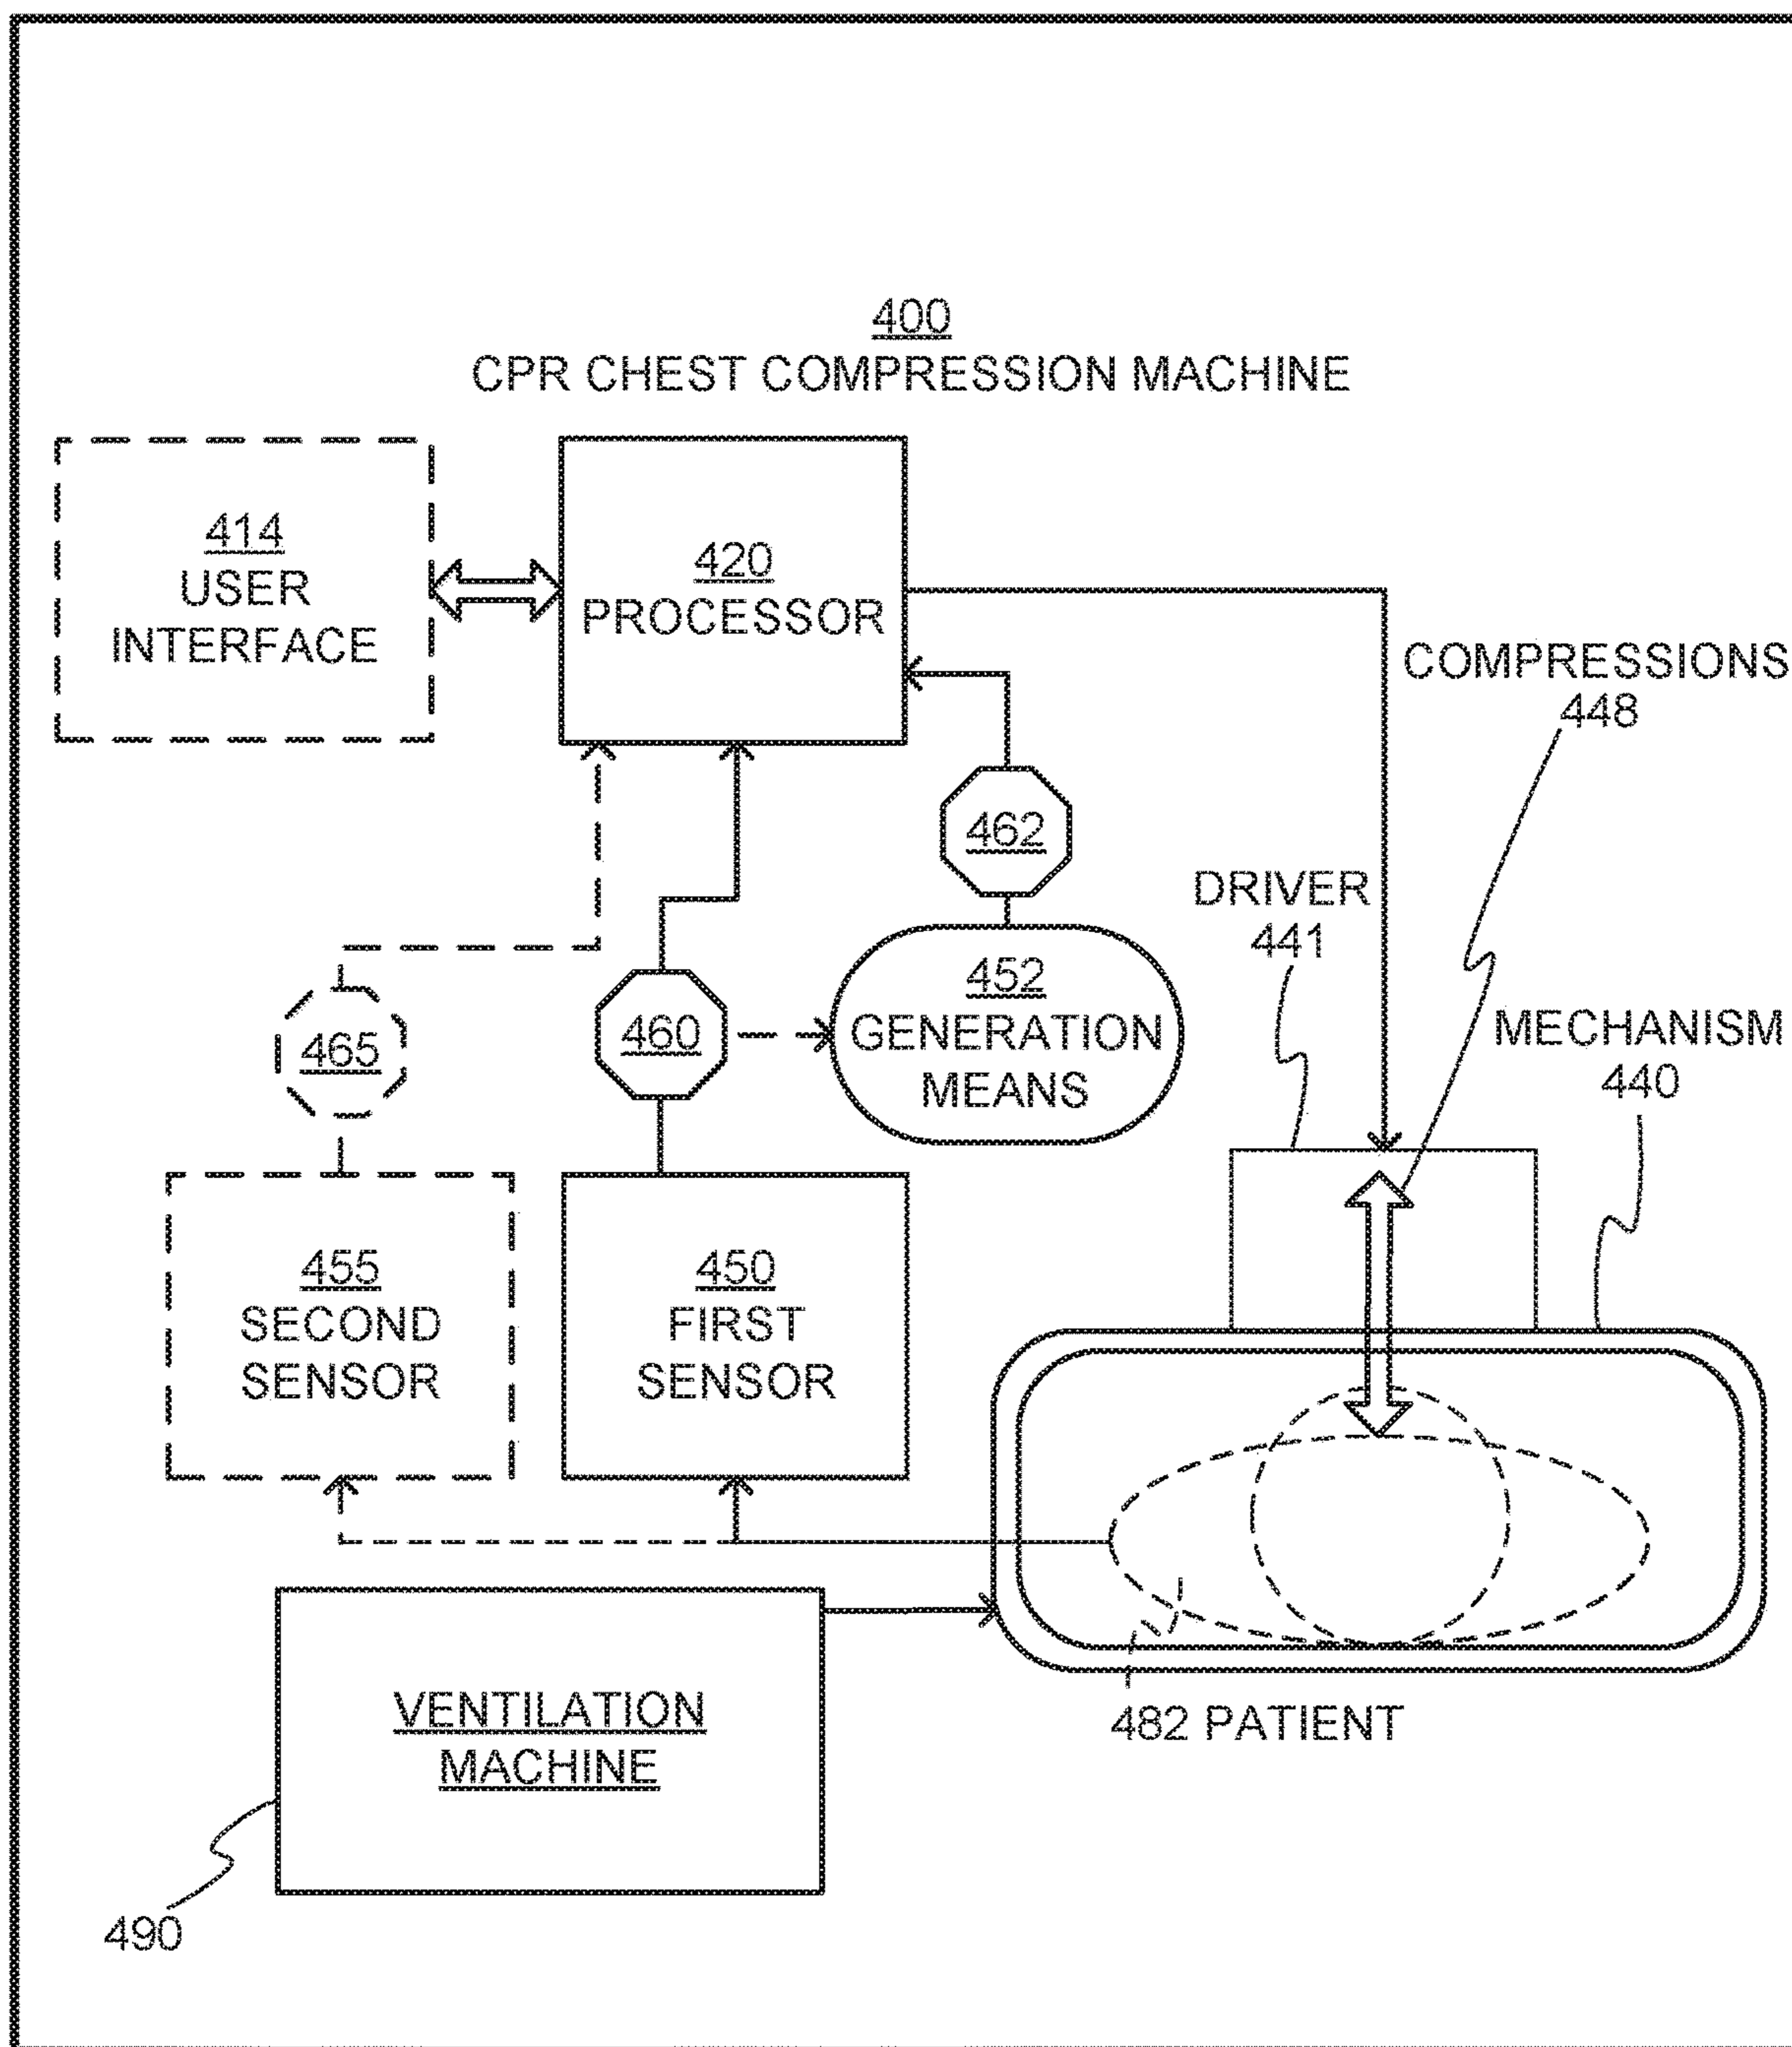 400
CPR CHEST COMPRESSION MACHINE
414
USER
INTERFACE
420
PROCESSOR
COMPRESSIONS
448
462
DRIVER
441
452
GENERATION
MEANS
460
465
MECHANISM
440
455
SECOND
SENSOR
450
FIRST
SENSOR
482 PATIENT
VENTILATION
MACHINE
490